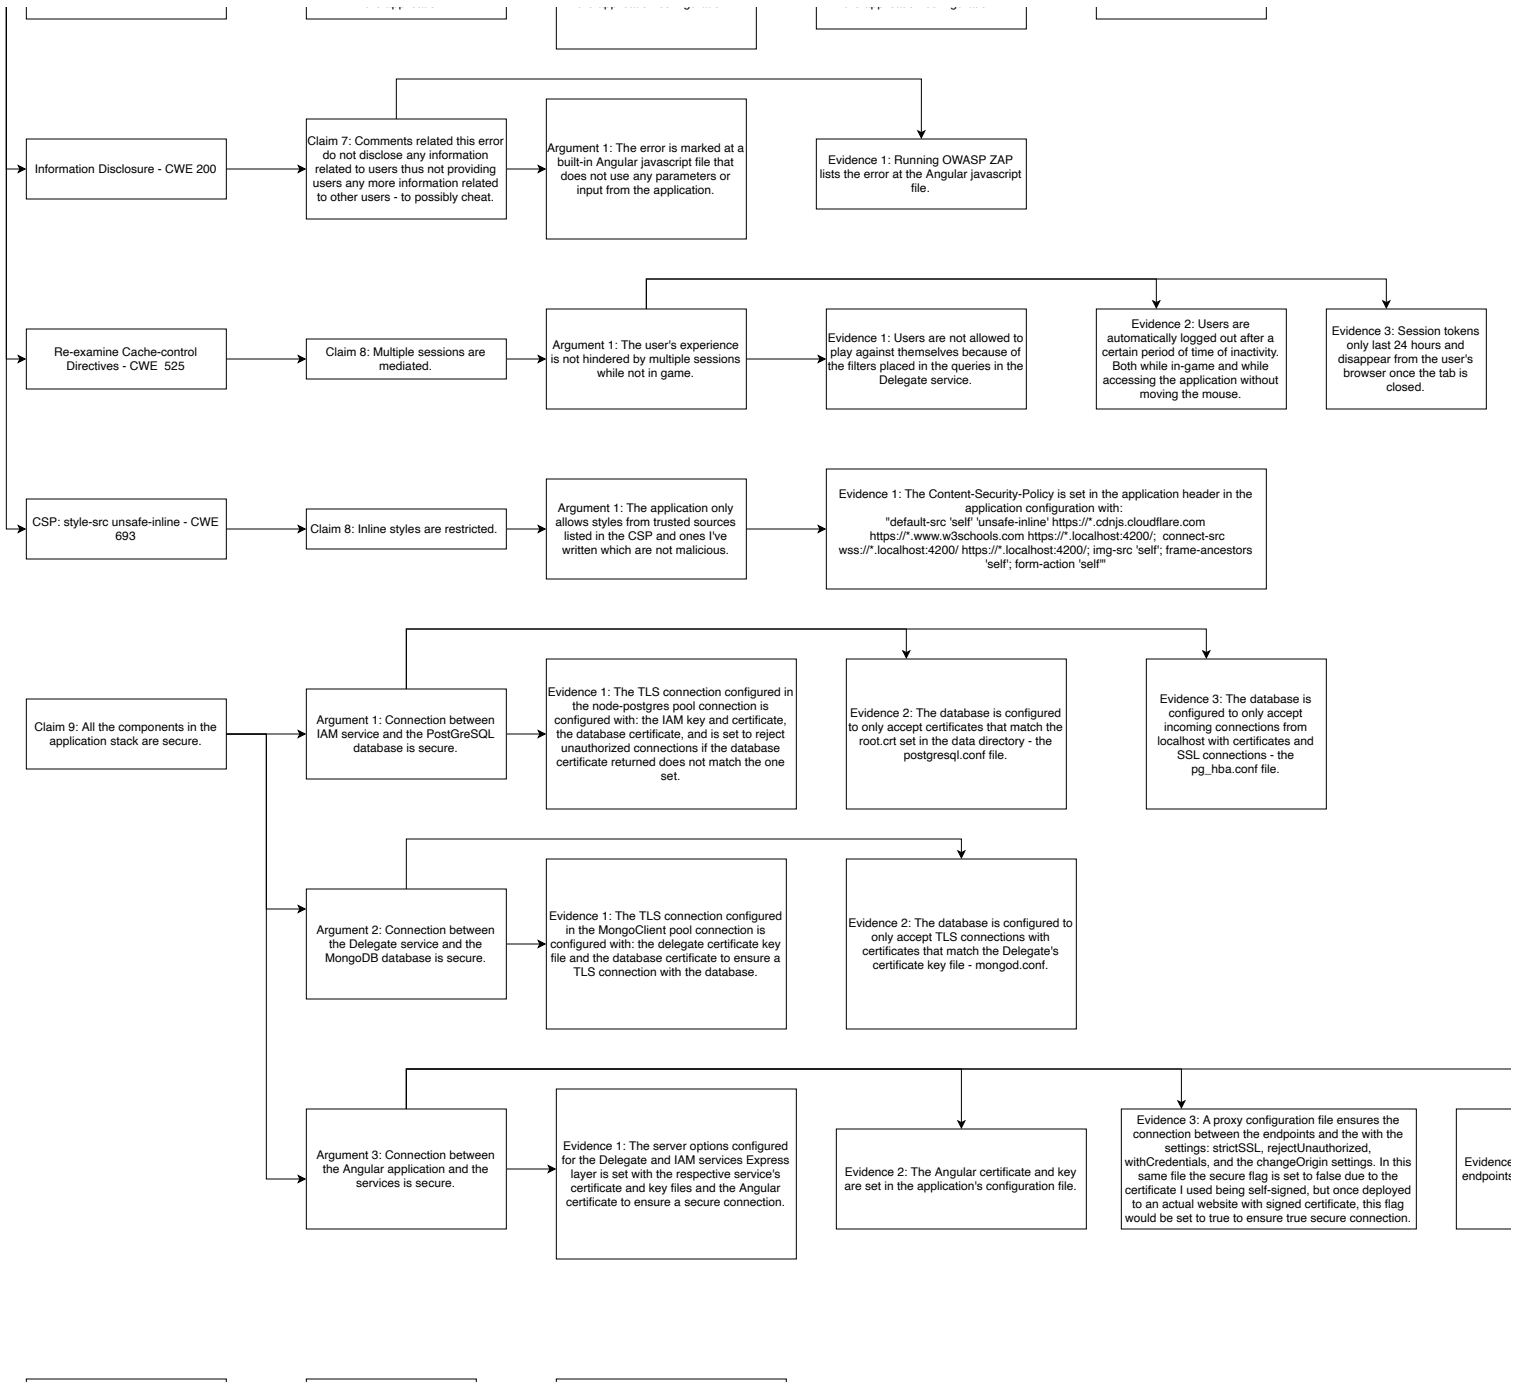 Information Disclosure - CWE 200
Claim 7: Comments related this error
do not disclose any information
related to users thus not providing
users any more information related
to other users - to possibly cheat.
Argument 1: The error is marked at a
built-in Angular javascript file that
does not use any parameters or
input from the application.
Evidence 1: Running OWASP ZAP
lists the error at the Angular javascript
file.
Re-examine Cache-control
Directives - CWE  525
Claim 8: Multiple sessions are
mediated.
Argument 1: The user's experience
is not hindered by multiple sessions
while not in game.
Evidence 1: Users are not allowed to
play against themselves because of
the filters placed in the queries in the
Delegate service.
Evidence 2: Users are
automatically logged out after a
certain period of time of inactivity.
Both while in-game and while
accessing the application without
moving the mouse.
Evidence 3: Session tokens
only last 24 hours and
disappear from the user's
browser once the tab is
closed.
CSP: style-src unsafe-inline - CWE
693
Claim 8: Inline styles are restricted.
Argument 1: The application only
allows styles from trusted sources
listed in the CSP and ones I've
written which are not malicious.
Evidence 1: The Content-Security-Policy is set in the application header in the
application configuration with:
"default-src 'self' 'unsafe-inline' https://*.cdnjs.cloudflare.com
https://*.www.w3schools.com https://*.localhost:4200/;  connect-src
wss://*.localhost:4200/ https://*.localhost:4200/; img-src 'self'; frame-ancestors
'self'; form-action 'self'"
Claim 9: All the components in the
application stack are secure.
Argument 1: Connection between
IAM service and the PostGreSQL
database is secure.
Evidence 1: The TLS connection configured in
the node-postgres pool connection is
configured with: the IAM key and certificate,
the database certificate, and is set to reject
unauthorized connections if the database
certificate returned does not match the one
set.
Evidence 2: The database is configured
to only accept certificates that match the
root.crt set in the data directory - the
postgresql.conf file.
Evidence 3: The database is
configured to only accept
incoming connections from
localhost with certificates and
SSL connections - the
pg_hba.conf file.
Argument 2: Connection between
the Delegate service and the
MongoDB database is secure.
Evidence 1: The TLS connection configured
in the MongoClient pool connection is
configured with: the delegate certificate key
file and the database certificate to ensure a
TLS connection with the database.
Evidence 2: The database is configured to
only accept TLS connections with
certificates that match the Delegate's
certificate key file - mongod.conf.
Argument 3: Connection between
the Angular application and the
services is secure.
Evidence 1: The server options configured
for the Delegate and IAM services Express
layer is set with the respective service's
certificate and key files and the Angular
certificate to ensure a secure connection.
Evidence 2: The Angular certificate and key
are set in the application's configuration file.
Evidence 3: A proxy configuration file ensures the
connection between the endpoints and the with the
settings: strictSSL, rejectUnauthorized,
withCredentials, and the changeOrigin settings. In this
same file the secure flag is set to false due to the
certificate I used being self-signed, but once deployed
to an actual website with signed certificate, this flag
would be set to true to ensure true secure connection.
Evidence
endpoints